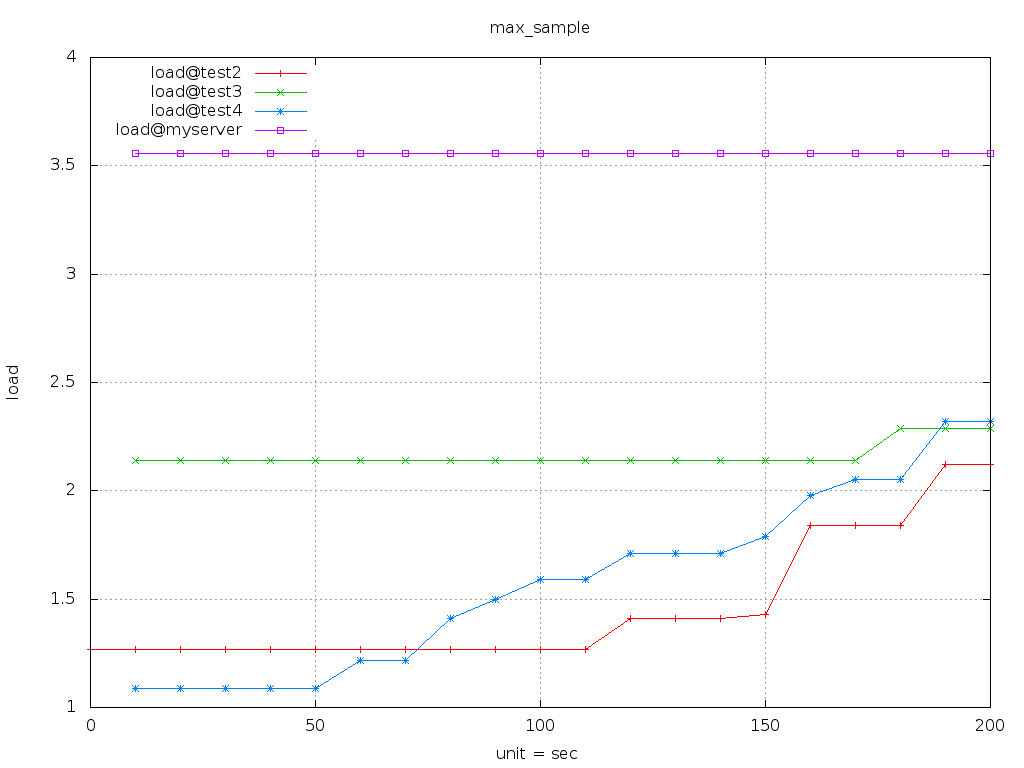 max_sample
load@test2
load@test3
load@test4
load@myserver
4
3.5
3
2.5
2
1.5
1
load
0 50 100 150 200
unit = sec